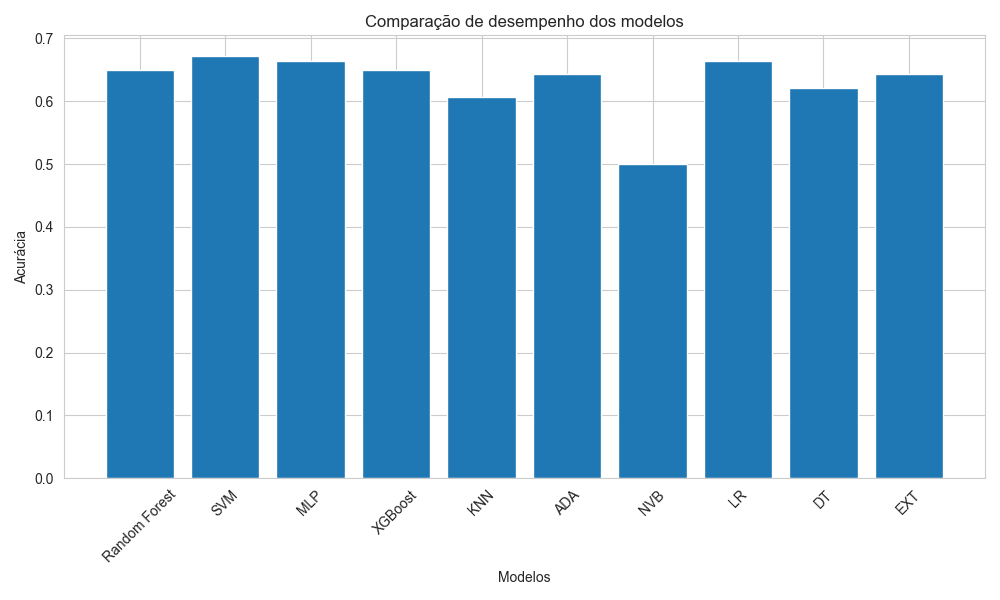 Comparação de desempenho dos modelos
Acurácia
0.7
0.6
0.5
0.4
0.3
0.2
0.1
0.0
Random Forest
SVM
MLP
XGBoost
KNN
ADA
NVB
LR
DT
EXT
Modelos